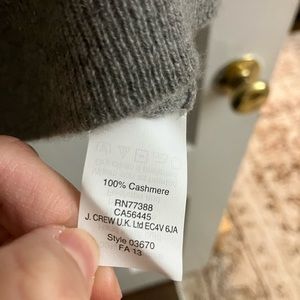 100% Cashmere
RN77388
CA56445
J. CREW U.K. Ltd EC4V 6JA
Style 03670
FA 13